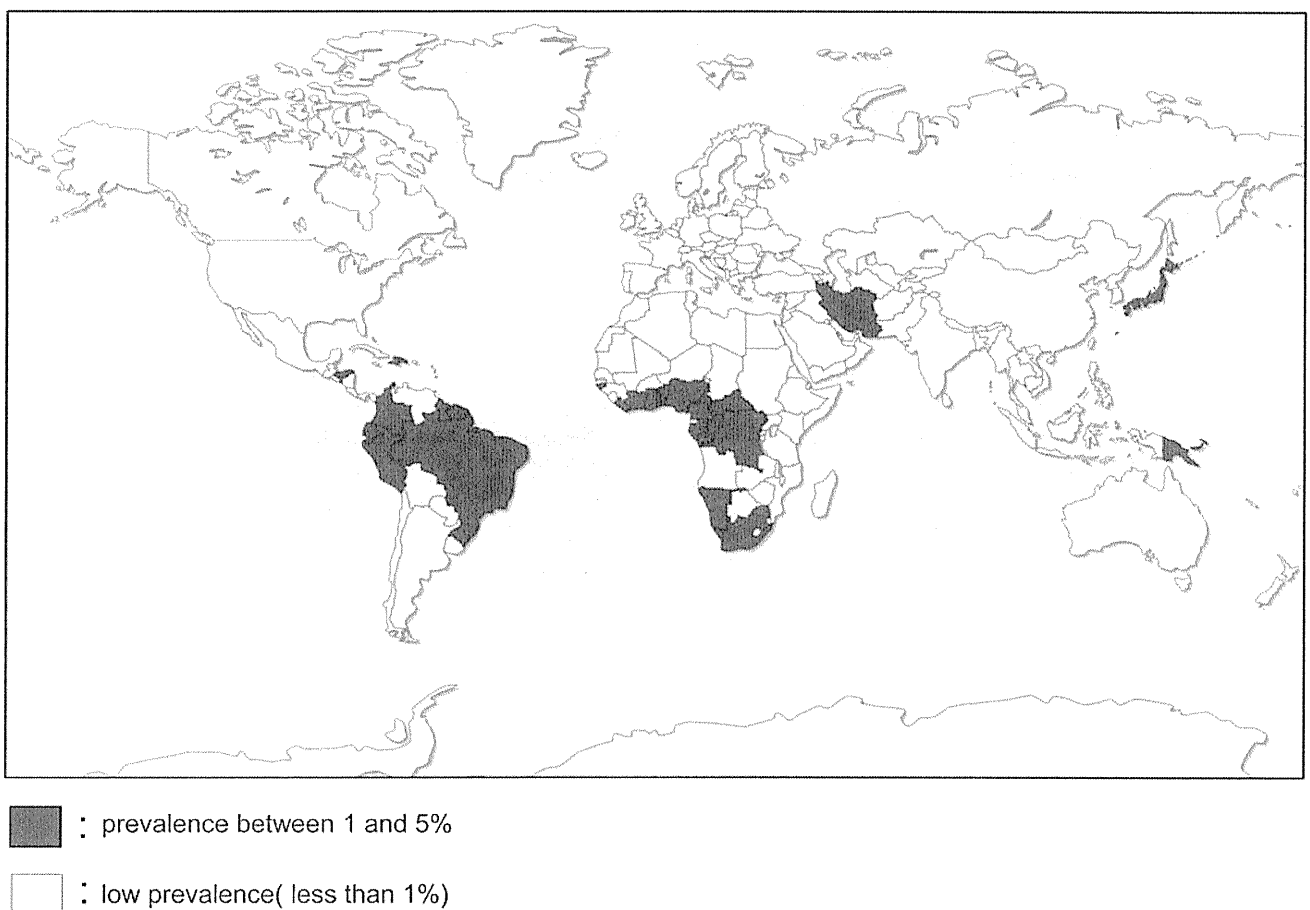 : prevalence between 1 and 5%
: low prevalence( less than 1%)